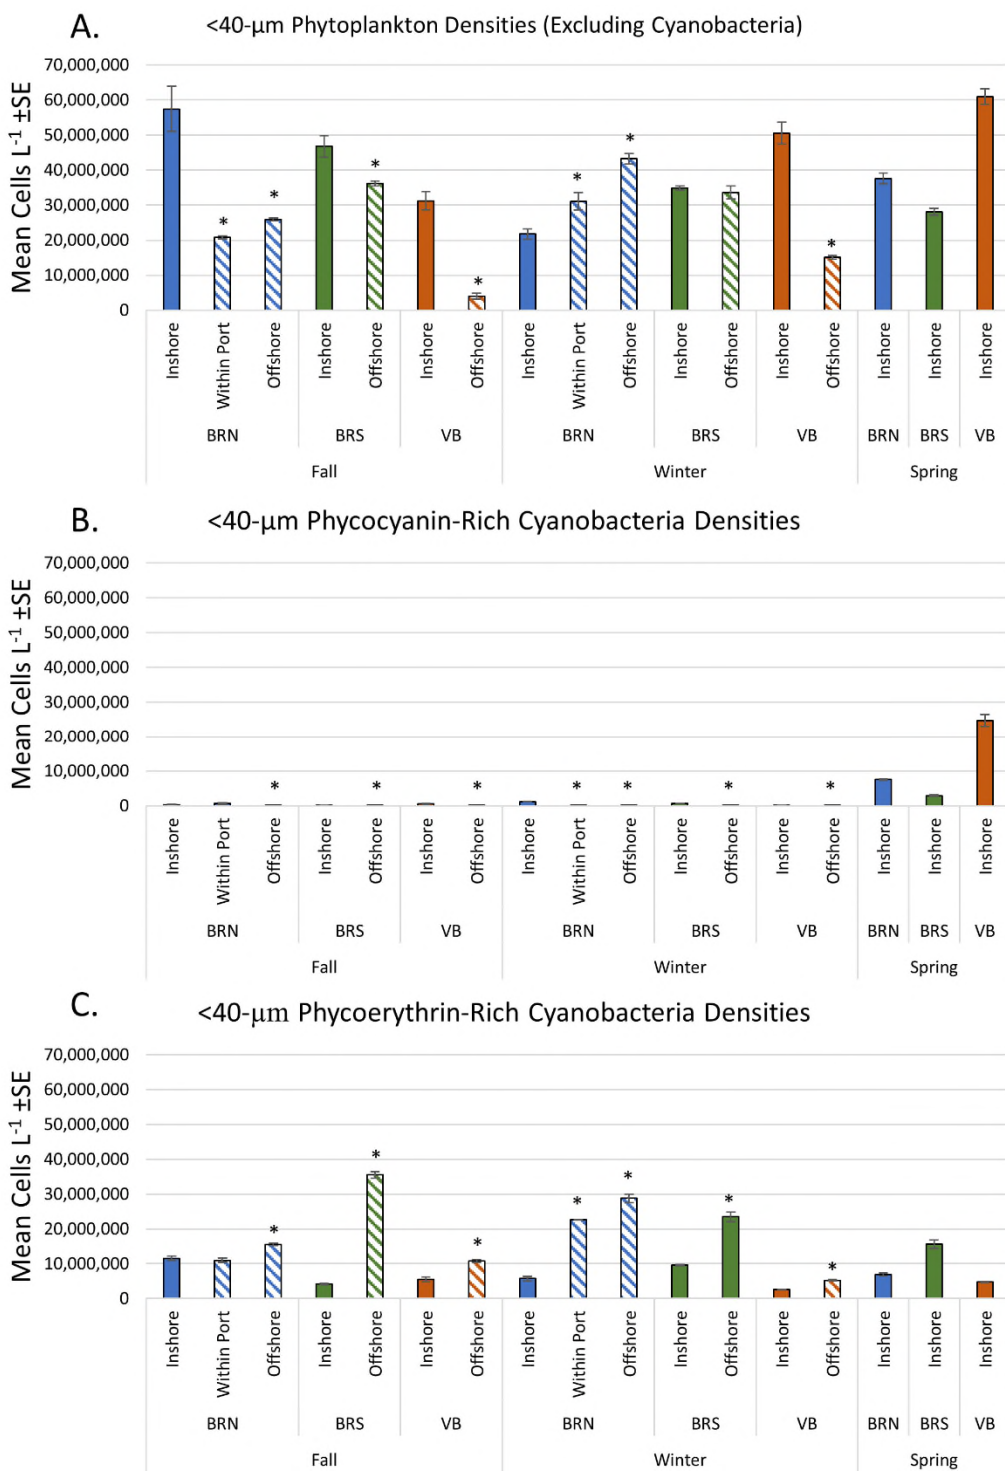 A.
<40-μm Phytoplankton Densities (Excluding Cyanobacteria)
Mean Cells L-1 ±SE
70,000,000
60,000,000
50,000,000
40,000,000
30,000,000
20,000,000
10,000,000
0
* * * * * * *
Inshore Within Port Offshore Inshore Offshore Inshore Offshore Inshore Within Port Offshore Inshore Offshore Inshore Offshore Inshore Inshore Inshore
BRN BRS VB BRN BRS VB BRN BRS VB
Fall Winter Spring
B.
<40-μm Phycocyanin-Rich Cyanobacteria Densities
Mean Cells L-1 ±SE
70,000,000
60,000,000
50,000,000
40,000,000
30,000,000
20,000,000
10,000,000
0
* * * * * * *
Inshore Within Port Offshore Inshore Offshore Inshore Offshore Inshore Within Port Offshore Inshore Offshore Inshore Offshore Inshore Inshore Inshore
BRN BRS VB BRN BRS VB BRN BRS VB
Fall Winter Spring
C.
<40-μm Phycoerythrin-Rich Cyanobacteria Densities
Mean Cells L-1 ±SE
70,000,000
60,000,000
50,000,000
40,000,000
30,000,000
20,000,000
10,000,000
0
* * * * * * *
Inshore Within Port Offshore Inshore Offshore Inshore Offshore Inshore Within Port Offshore Inshore Offshore Inshore Offshore Inshore Inshore Inshore
BRN BRS VB BRN BRS VB BRN BRS VB
Fall Winter Spring